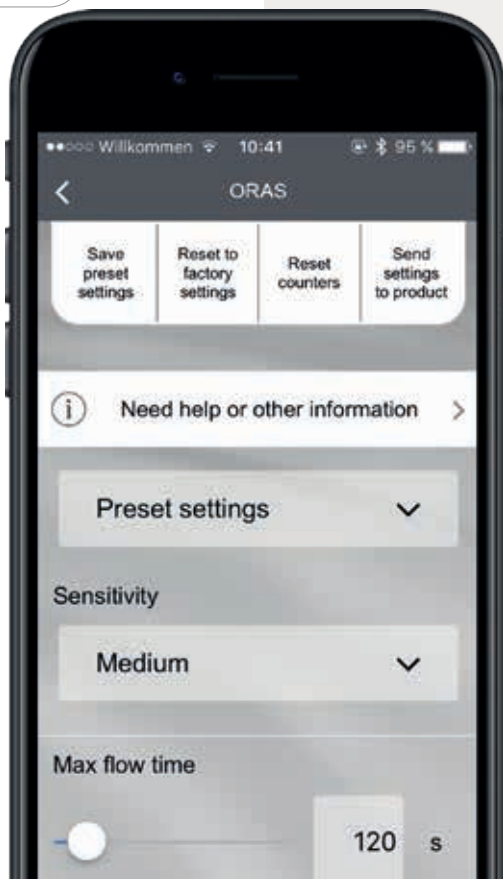 ●●○○○ Willkommen 10:41 95 %
ORAS
Save preset settings
Reset to factory settings
Reset counters
Send settings to product
Need help or other information
Preset settings
Sensitivity
Medium
Max flow time
120 s